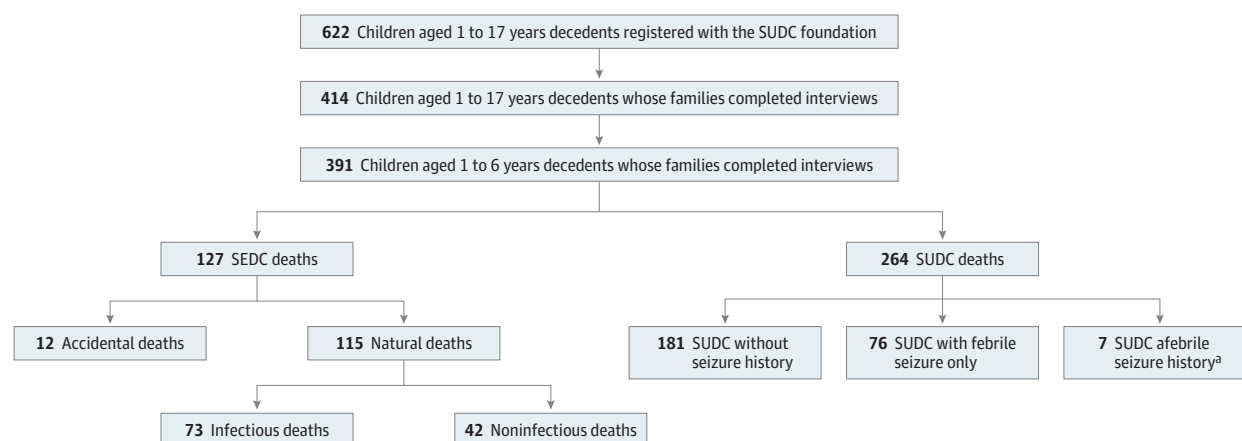 622 Children aged 1 to 17 years decedents registered with the SUDC foundation
414 Children aged 1 to 17 years decedents whose families completed interviews
391 Children aged 1 to 6 years decedents whose families completed interviews
127 SEDC deaths
264 SUDC deaths
12 Accidental deaths
115 Natural deaths
181 SUDC without
seizure history
76 SUDC with febrile
seizure only
7 SUDC afebrile
seizure historyᵃ
73 Infectious deaths
42 Noninfectious deaths